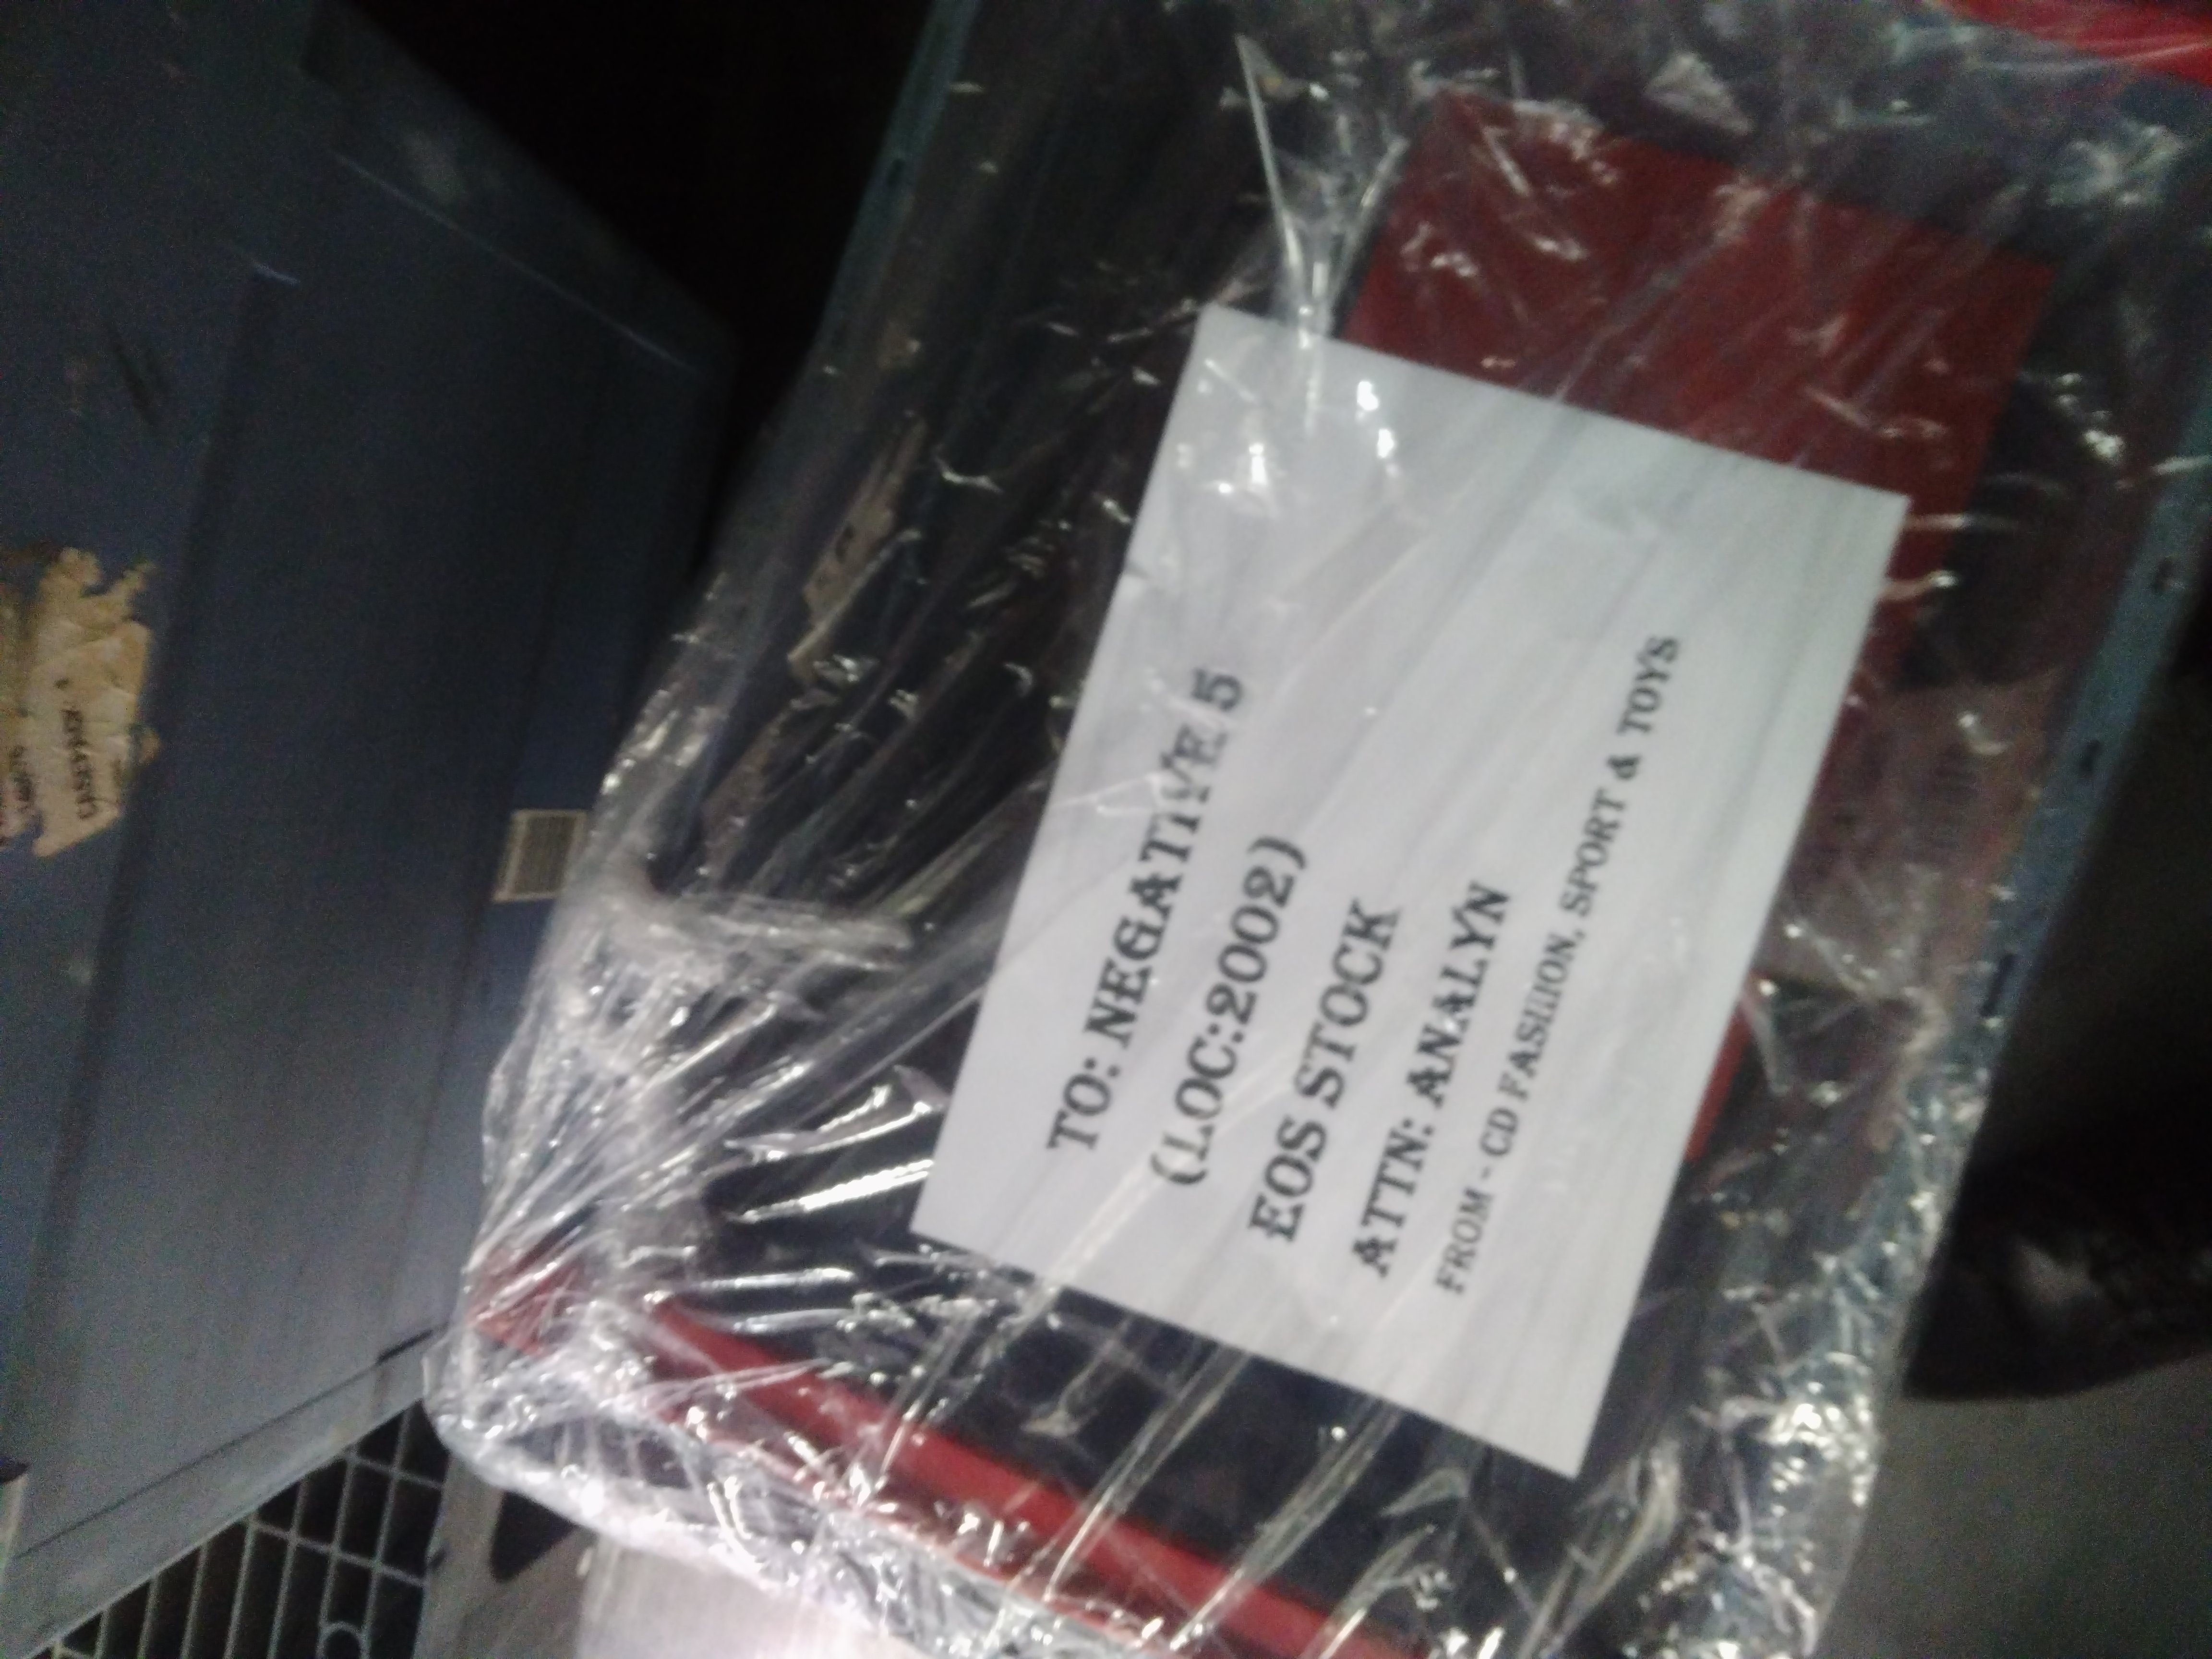 TO: NEGATIVE 5
(LOC:2002)
EOS STOCK
ATTN: ANALYN
FROM - CD FASHION, SPORT & TOYS